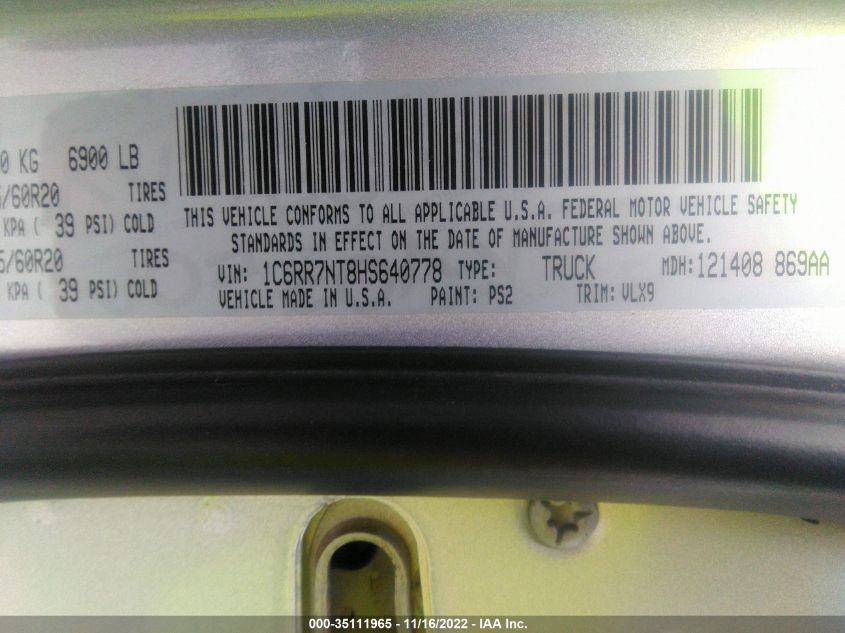 0 KG 6900 LB
5/60R20 TIRES
KPA ( 39 PSI) COLD
5/60R20
KPA ( 39 PSI) COLD
THIS VEHICLE CONFORMS TO ALL APPLICABLE U.S.A. FEDERAL MOTOR VEHICLE SAFETY
STANDARDS IN EFFECT ON THE DATE OF MANUFACTURE SHOWN ABOVE.
VIN: 1C6RR7NT8HS640778 TYPE: TRUCK MDH: 121408 869AA
VEHICLE MADE IN U.S.A. PAINT: PS2 TRIM: VLX9
000-35111965 - 11/16/2022 - IAA Inc.